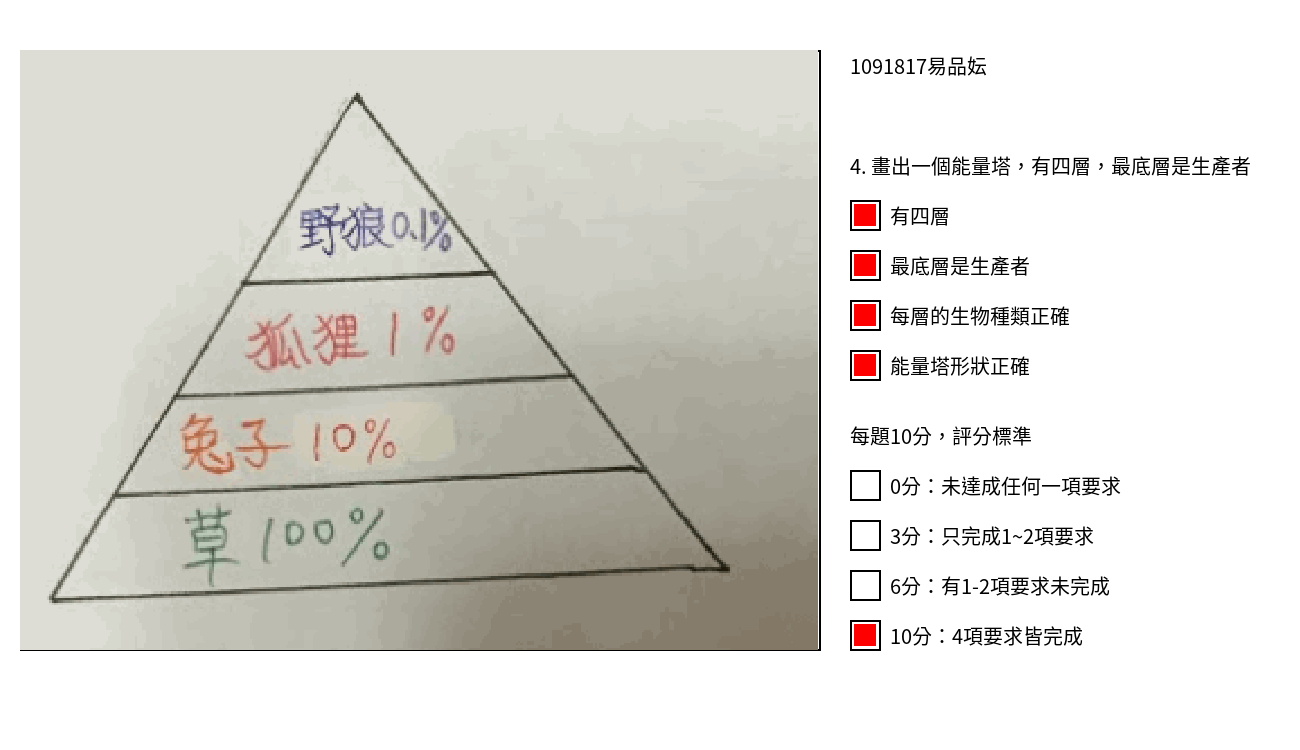 野狼0.1%
狐狸1%
兔子10%
草100%
1091817易品妘
4. 畫出一個能量塔，有四層，最底層是生產者
有四層
最底層是生產者
每層的生物種類正確
能量塔形狀正確
每題10分，評分標準
0分：未達成任何一項要求
3分：只完成1~2項要求
6分：有1-2項要求未完成
10分：4項要求皆完成